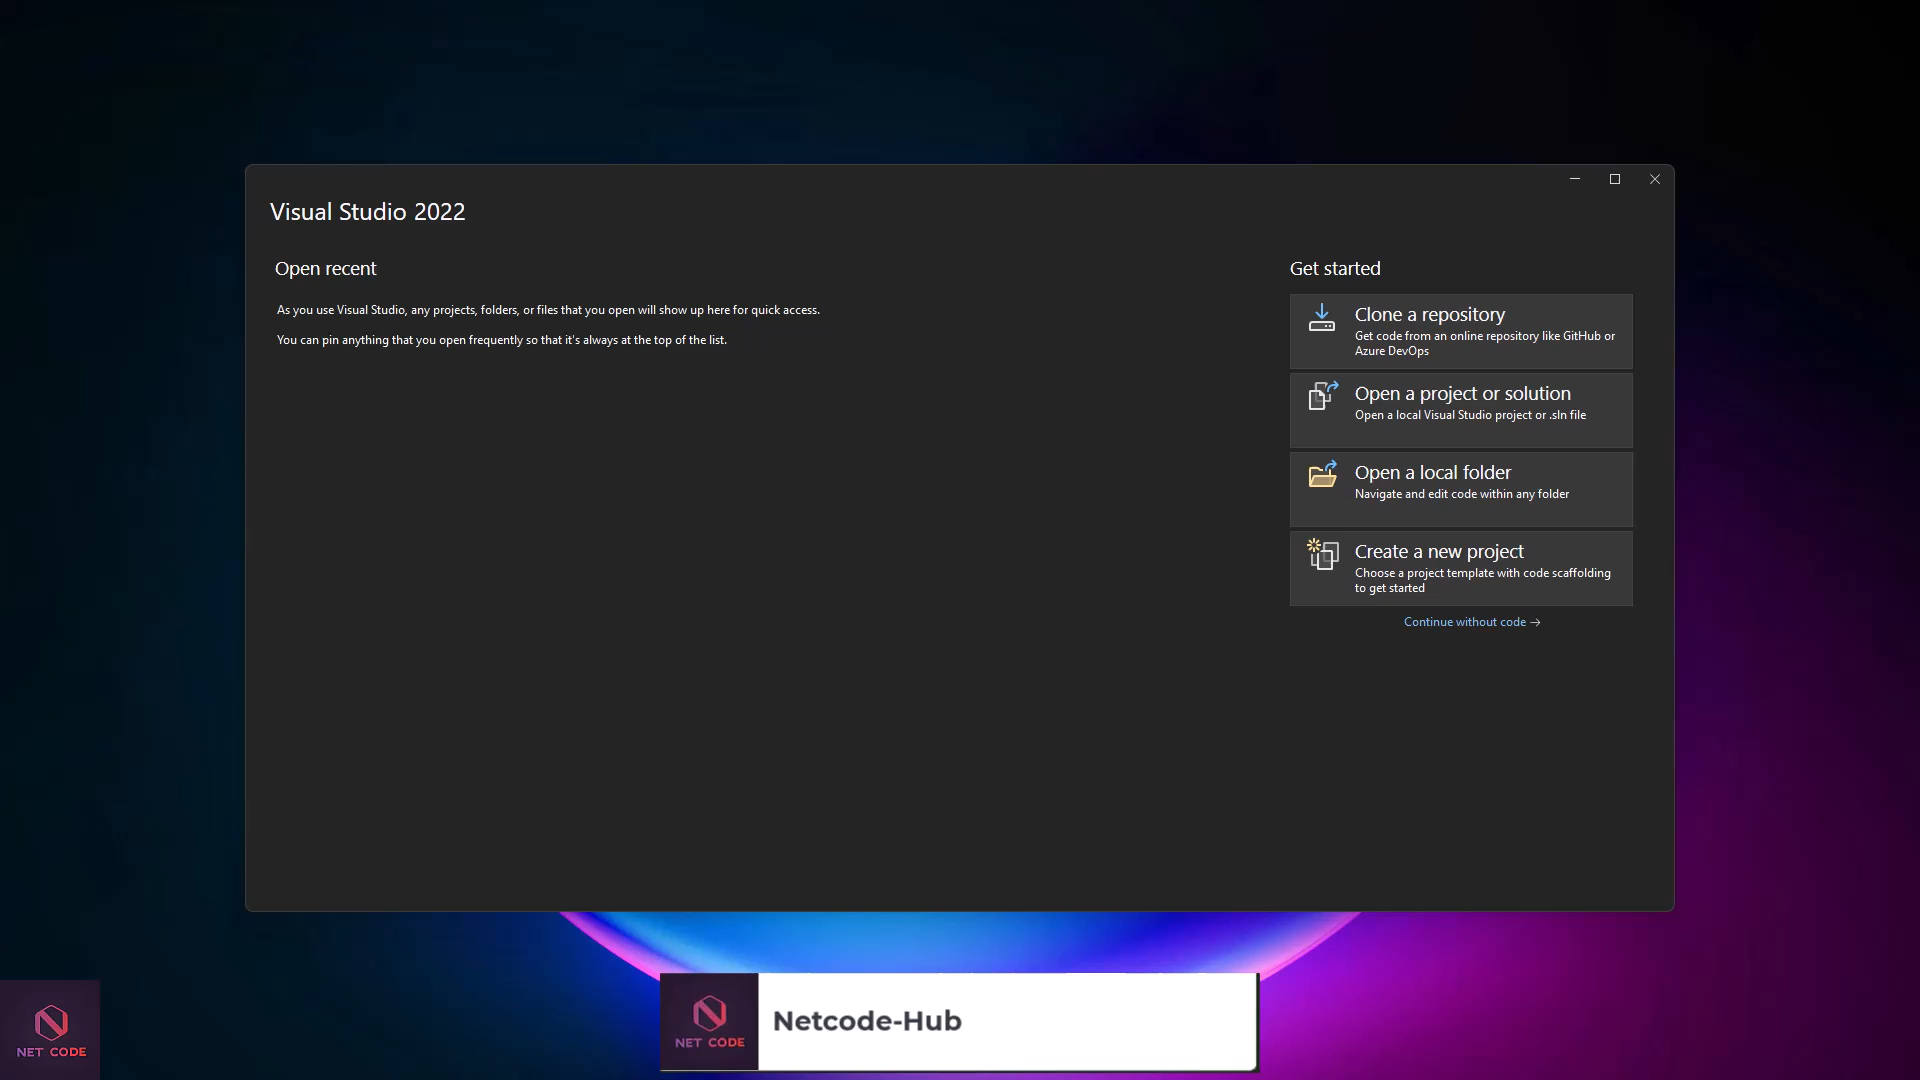 Visual Studio 2022
Open recent
As you use Visual Studio, any projects, folders, or files that you open will show up here for quick access.
You can pin anything that you open frequently so that it's always at the top of the list.
Get started
Clone a repository
Get code from an online repository like GitHub or
Azure DevOps
Open a project or solution
Open a local Visual Studio project or .sln file
Open a local folder
Navigate and edit code within any folder
Create a new project
Choose a project template with code scaffolding
to get started
Continue without code →
NET CODE
NET CODE
Netcode-Hub